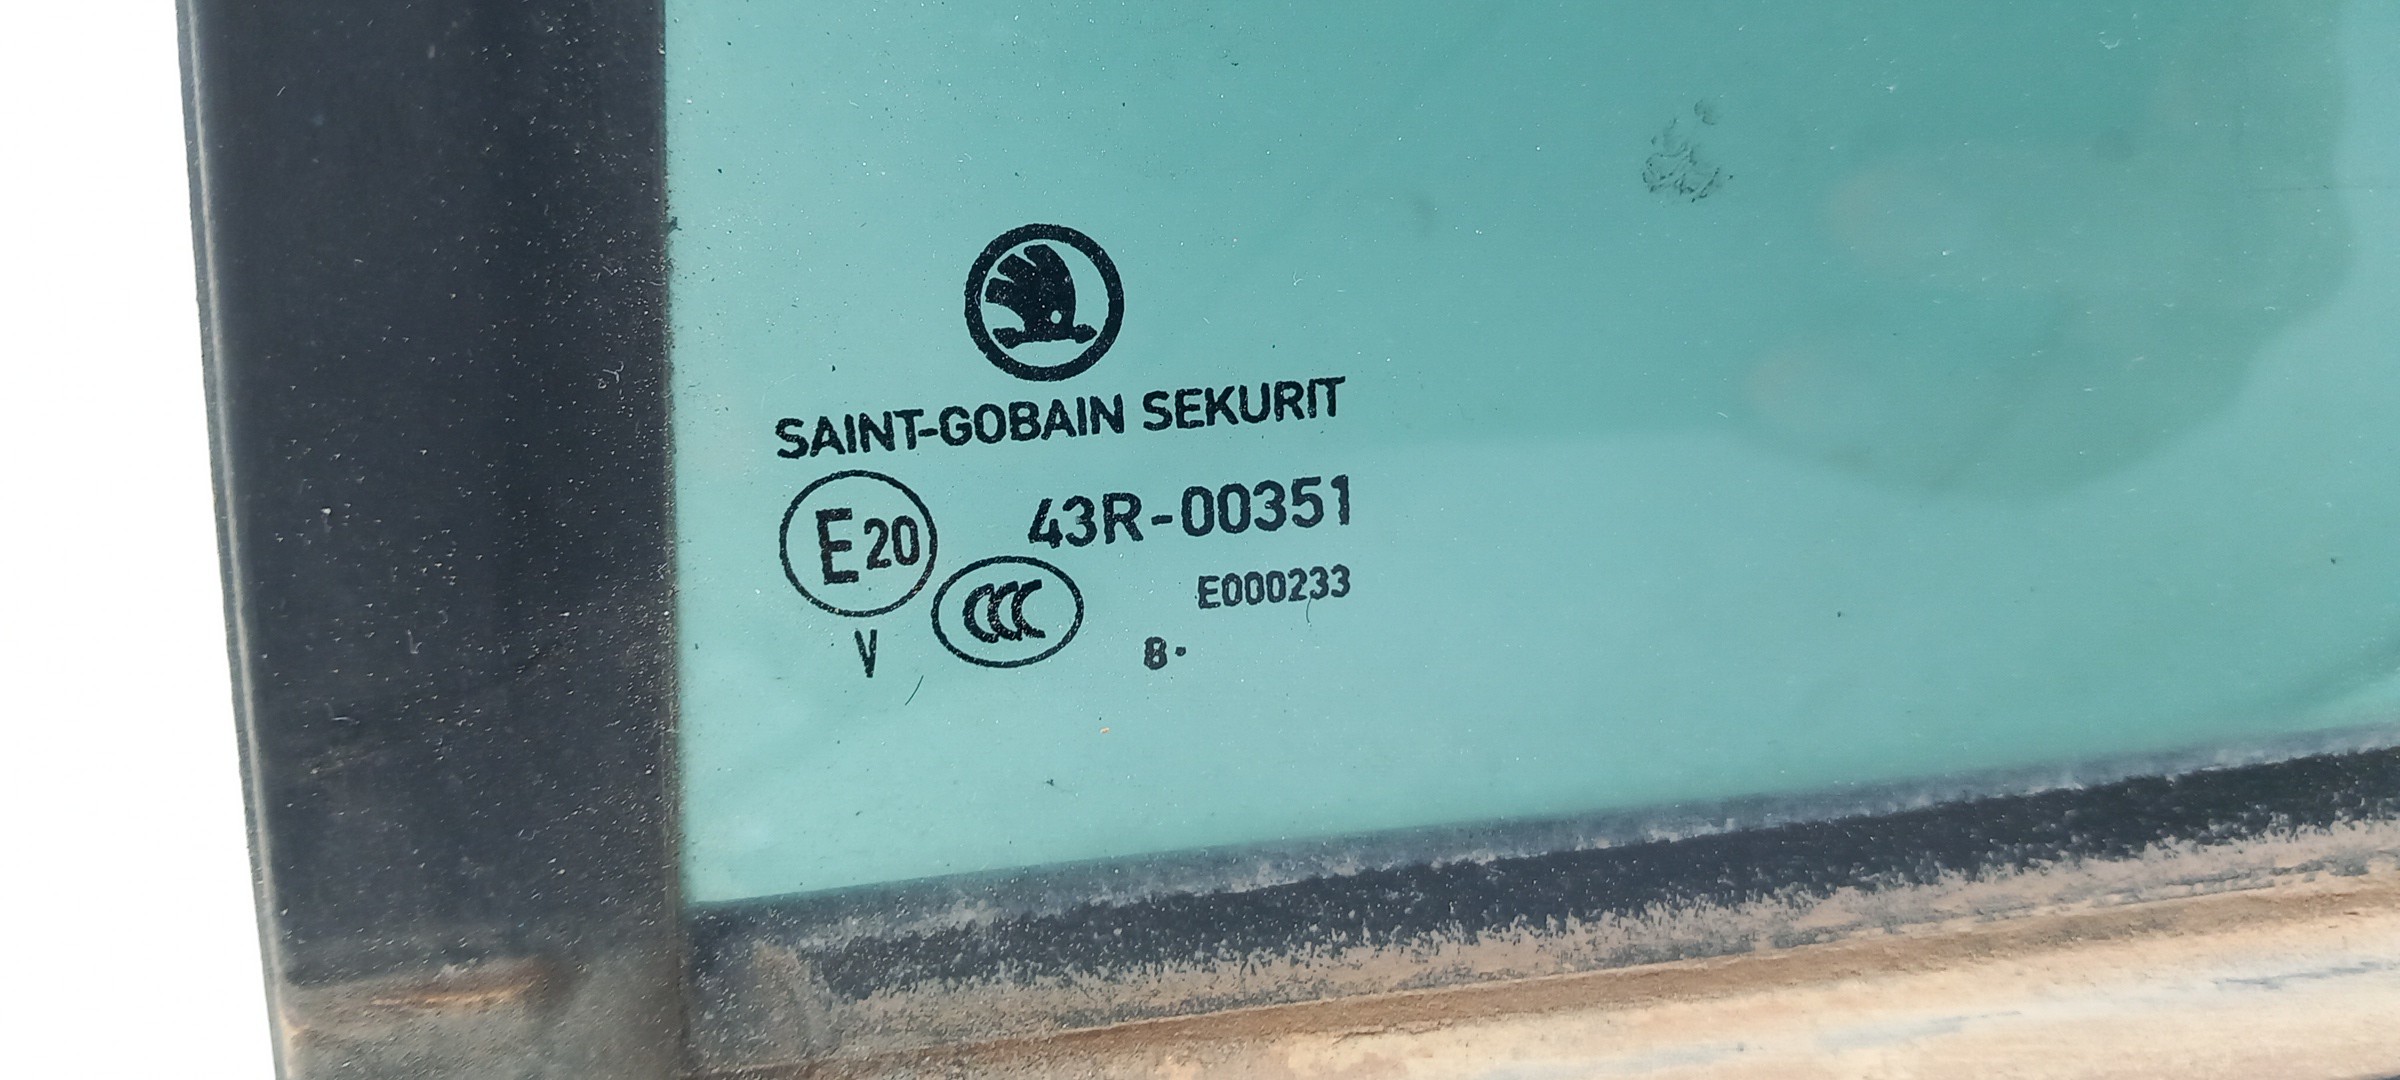 SAINT-GOBAIN SEKURIT
E20 43R-00351
CCC E000233
V 8·